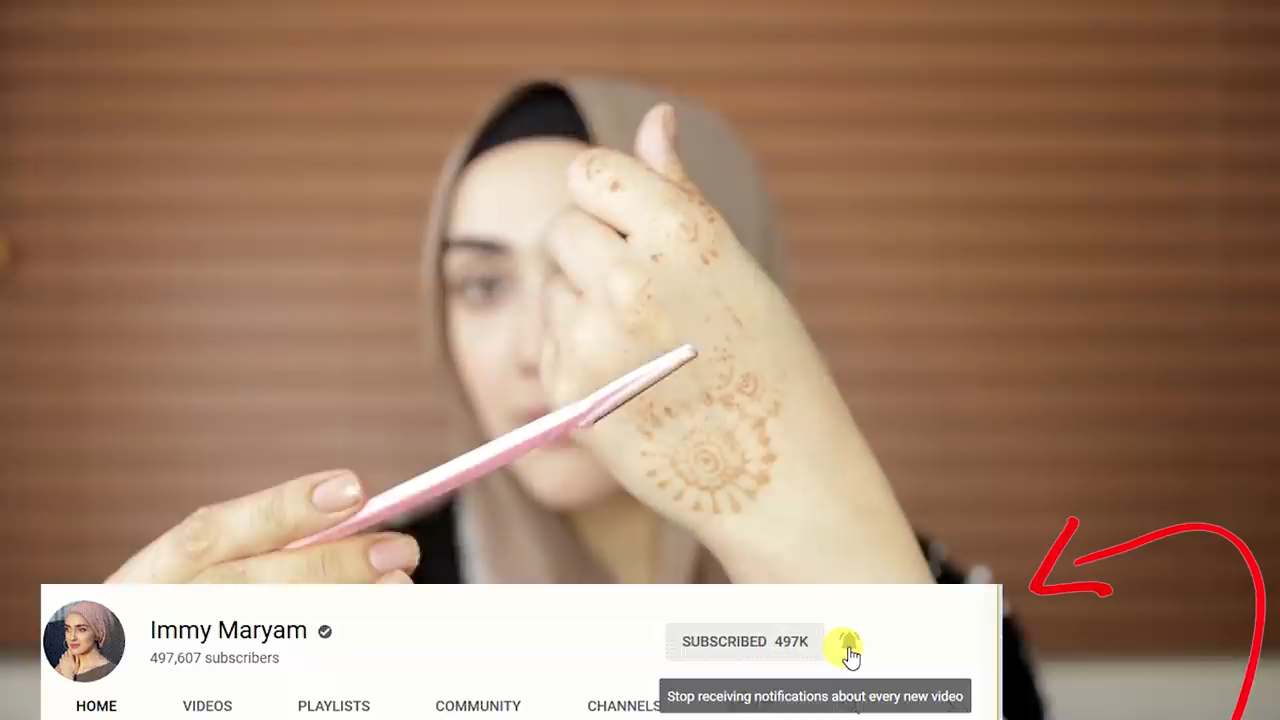 Immy Maryam
497,607 subscribers
SUBSCRIBED 497K
Stop receiving notifications about every new video
HOME VIDEOS PLAYLISTS COMMUNITY CHANNELS